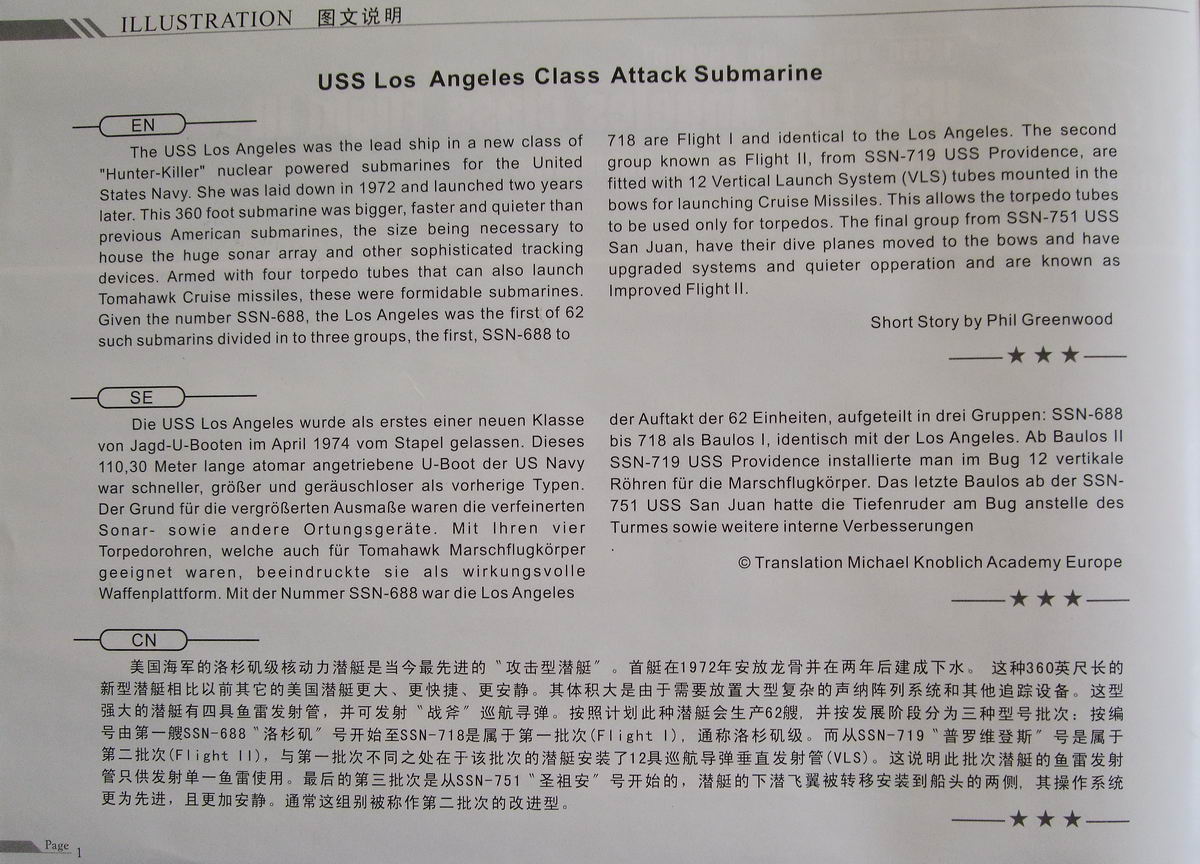 ILLUSTRATION 图文说明
USS Los Angeles Class Attack Submarine
EN
The USS Los Angeles was the lead ship in a new class of
"Hunter-Killer" nuclear powered submarines for the United
States Navy. She was laid down in 1972 and launched two years
later. This 360 foot submarine was bigger, faster and quieter than
previous American submarines, the size being necessary to
house the huge sonar array and other sophisticated tracking
devices. Armed with four torpedo tubes that can also launch
Tomahawk Cruise missiles, these were formidable submarines.
Given the number SSN-688, the Los Angeles was the first of 62
such submarins divided in to three groups, the first, SSN-688 to
718 are Flight I and identical to the Los Angeles. The second
group known as Flight II, from SSN-719 USS Providence, are
fitted with 12 Vertical Launch System (VLS) tubes mounted in the
bows for launching Cruise Missiles. This allows the torpedo tubes
to be used only for torpedos. The final group from SSN-751 USS
San Juan, have their dive planes moved to the bows and have
upgraded systems and quieter opperation and are known as
Improved Flight II.
Short Story by Phil Greenwood
SE
Die USS Los Angeles wurde als erstes einer neuen Klasse
von Jagd-U-Booten im April 1974 vom Stapel gelassen. Dieses
110,30 Meter lange atomar angetriebene U-Boot der US Navy
war schneller, größer und geräuschloser als vorherige Typen.
Der Grund für die vergrößerten Ausmaße waren die verfeinerten
Sonar- sowie andere Ortungsgeräte. Mit Ihren vier
Torpedorohren, welche auch für Tomahawk Marschflugkörper
geeignet waren, beeindruckte sie als wirkungsvolle
Waffenplattform. Mit der Nummer SSN-688 war die Los Angeles
der Auftakt der 62 Einheiten, aufgeteilt in drei Gruppen: SSN-688
bis 718 als Baulos I, identisch mit der Los Angeles. Ab Baulos II
SSN-719 USS Providence installierte man im Bug 12 vertikale
Röhren für die Marschflugkörper. Das letzte Baulos ab der SSN-
751 USS San Juan hatte die Tiefenruder am Bug anstelle des
Turmes sowie weitere interne Verbesserungen
.
© Translation Michael Knoblich Academy Europe
CN
美国海军的洛杉矶级核动力潜艇是当今最先进的〝攻击型潜艇〞。首艇在1972年安放龙骨并在两年后建成下水。 这种360英尺长的
新型潜艇相比以前其它的美国潜艇更大、更快捷、更安静。其体积大是由于需要放置大型复杂的声纳阵列系统和其他追踪设备。这型
强大的潜艇有四具鱼雷发射管，并可发射〝战斧〞巡航导弹。按照计划此种潜艇会生产62艘，并按发展阶段分为三种型号批次：按编
号由第一艘SSN-688〝洛杉矶〞号开始至SSN-718是属于第一批次(Flight I)，通称洛杉矶级。而从SSN-719〝普罗维登斯〞号是属于
第二批次(Flight II)，与第一批次不同之处在于该批次的潜艇安装了12具巡航导弹垂直发射管(VLS)。这说明此批次潜艇的鱼雷发射
管只供发射单一鱼雷使用。最后的第三批次是从SSN-751〝圣祖安〞号开始的，潜艇的下潜飞翼被转移安装到船头的两侧，其操作系统
更为先进，且更加安静。通常这组别被称作第二批次的改进型。
Page 1